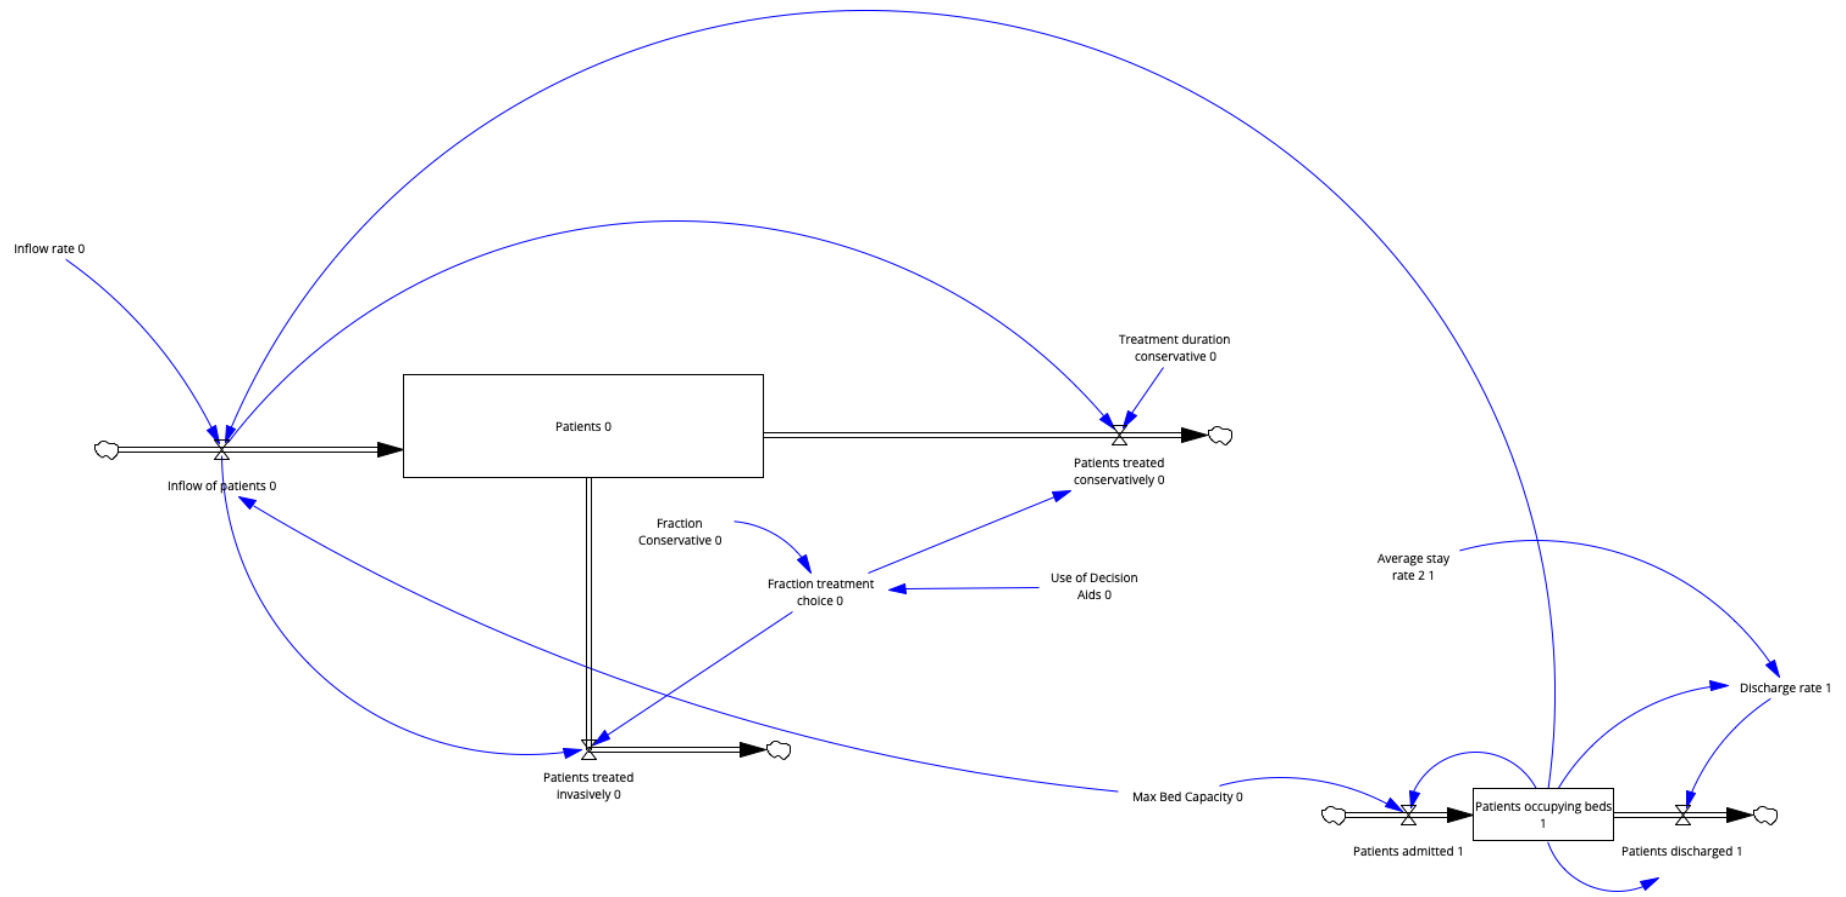 Inflow rate 0
Treatment duration
conservative 0
Patients 0
Patients treated
conservatively 0
Inflow of patients 0
Fraction
Conservative 0
Average stay
rate 2 1
Fraction treatment
choice 0
Use of Decision
Aids 0
Discharge rate 1
Patients treated
invasively 0
Max Bed Capacity 0
Patients occupying beds
1
Patients admitted 1
Patients discharged 1